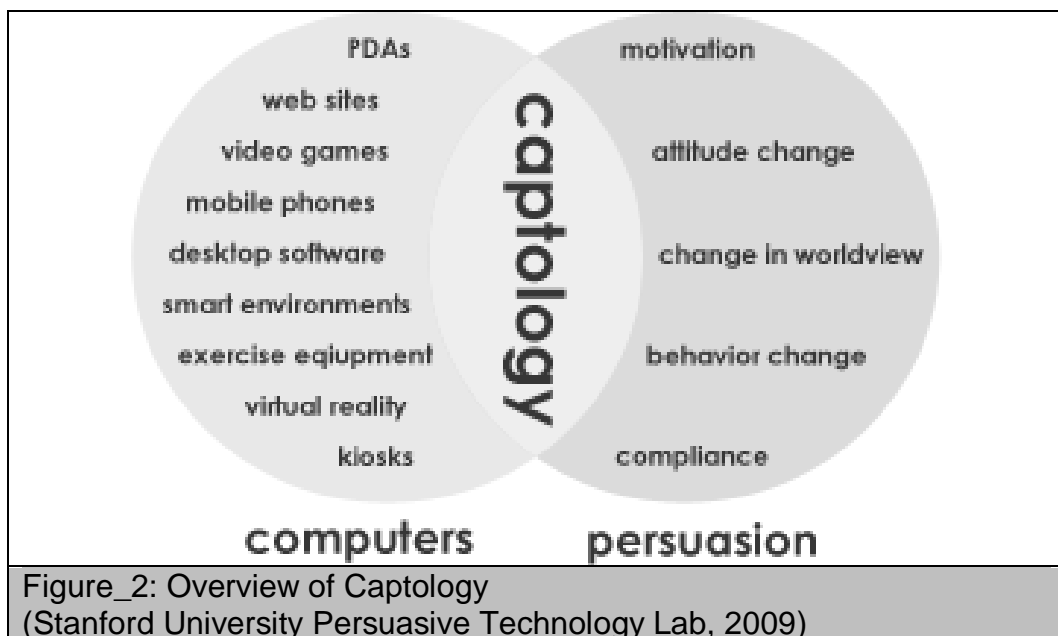 PDAs
web sites
video games
mobile phones
desktop software
smart environments
exercise eqiupment
virtual reality
kiosks
captology
motivation
attitude change
change in worldview
behavior change
compliance
computers
persuasion
Figure_2: Overview of Captology
(Stanford University Persuasive Technology Lab, 2009)